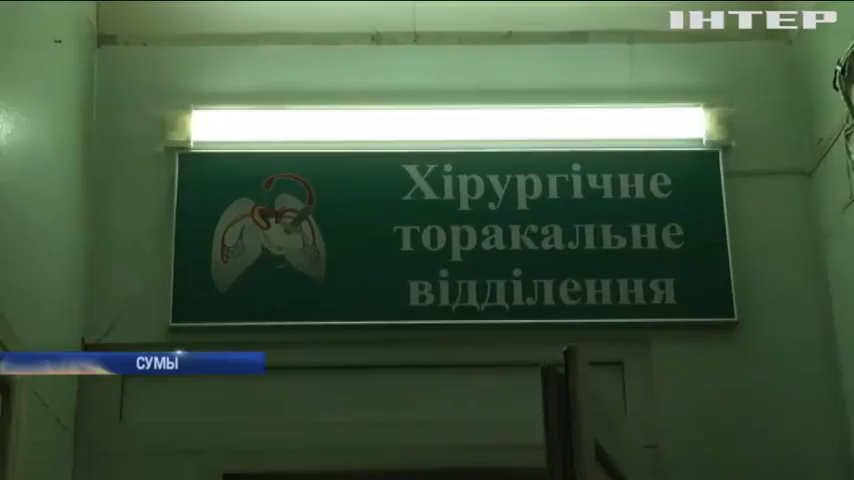 ІНТЕР
Хірургічне
торакальне
відділення
СУМЫ